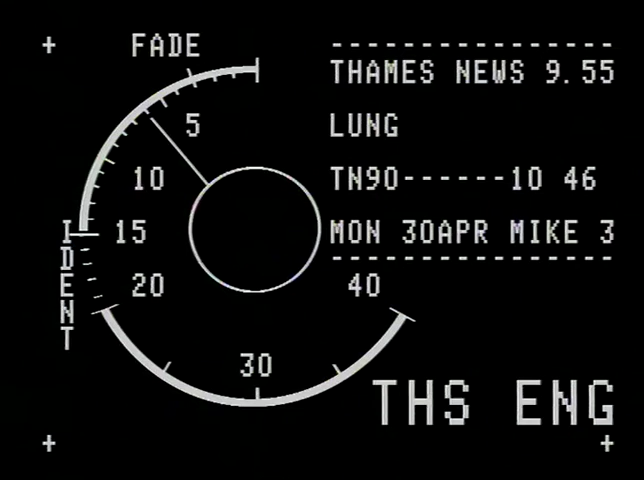 FADE
THAMES NEWS 9.55
5
LUNG
10
TN90------10 46
IDENT
15
MON 30APR MIKE 3
20
40
30
THS ENG